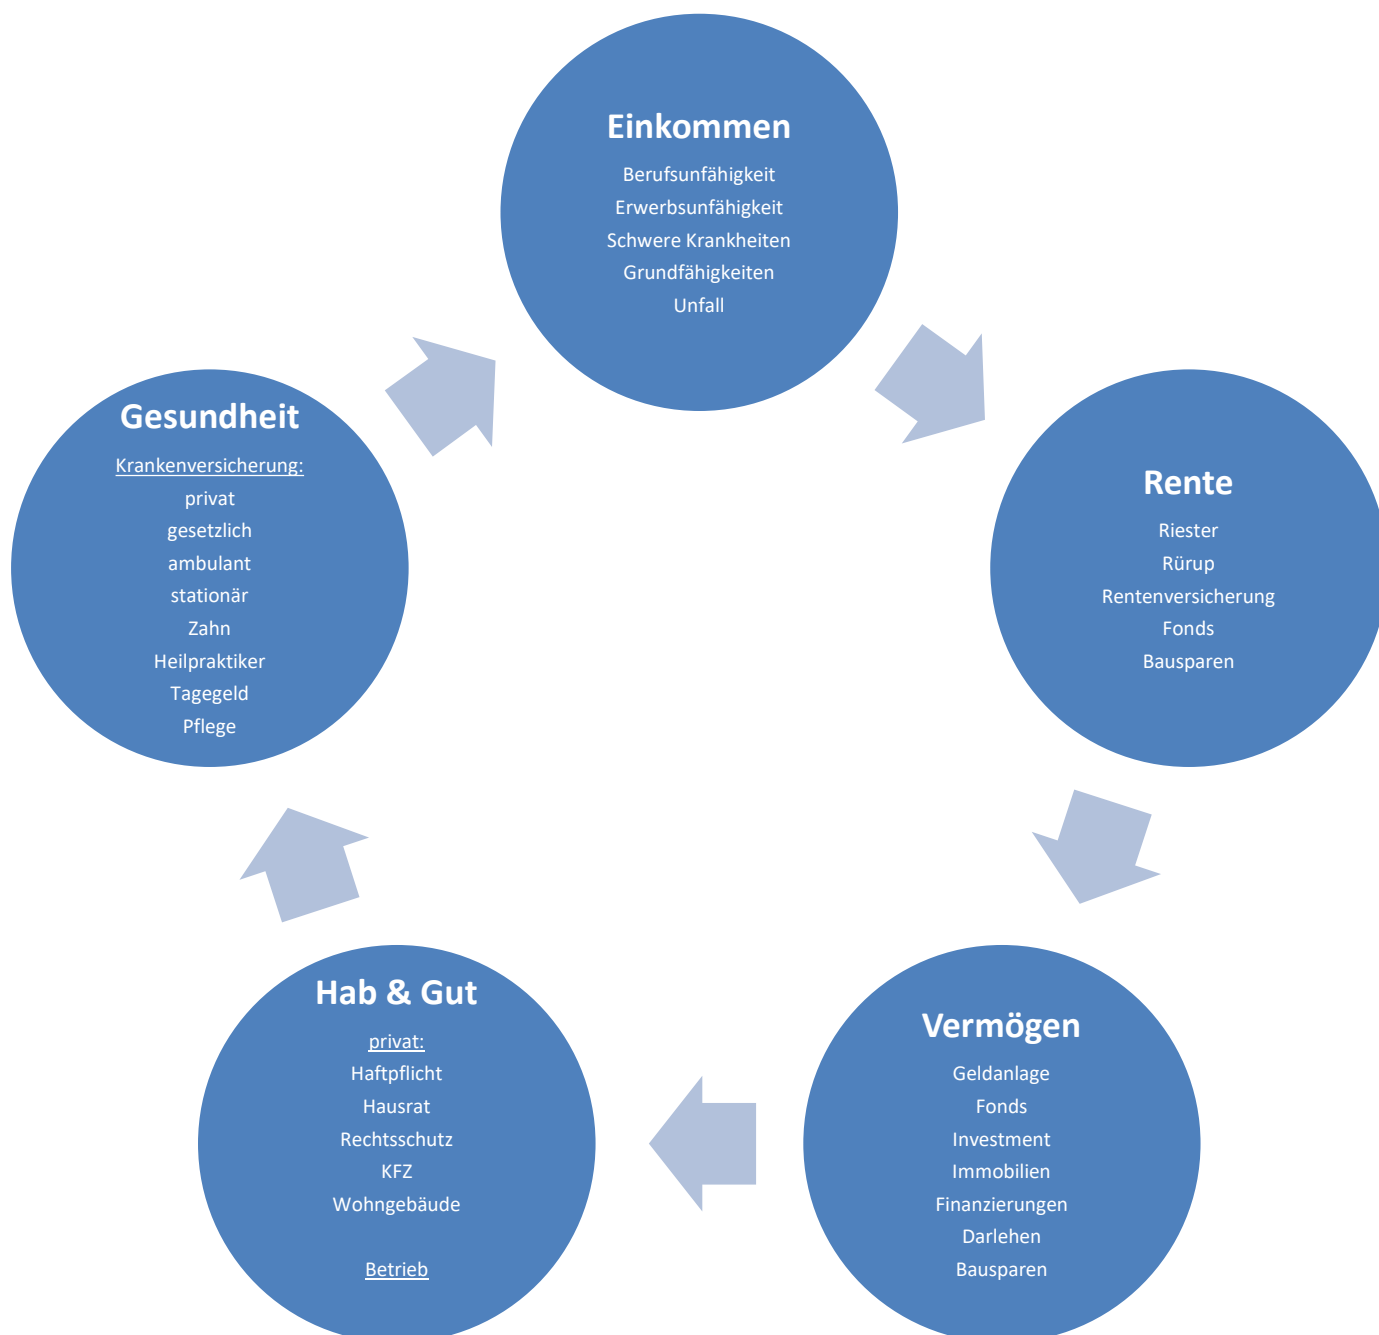 Einkommen
Berufsunfähigkeit
Erwerbsunfähigkeit
Schwere Krankheiten
Grundfähigkeiten
Unfall
Rente
Riester
Rürup
Rentenversicherung
Fonds
Bausparen
Vermögen
Geldanlage
Fonds
Investment
Immobilien
Finanzierungen
Darlehen
Bausparen
Hab & Gut
privat:
Haftpflicht
Hausrat
Rechtsschutz
KFZ
Wohngebäude
Betrieb
Gesundheit
Krankenversicherung:
privat
gesetzlich
ambulant
stationär
Zahn
Heilpraktiker
Tagegeld
Pflege